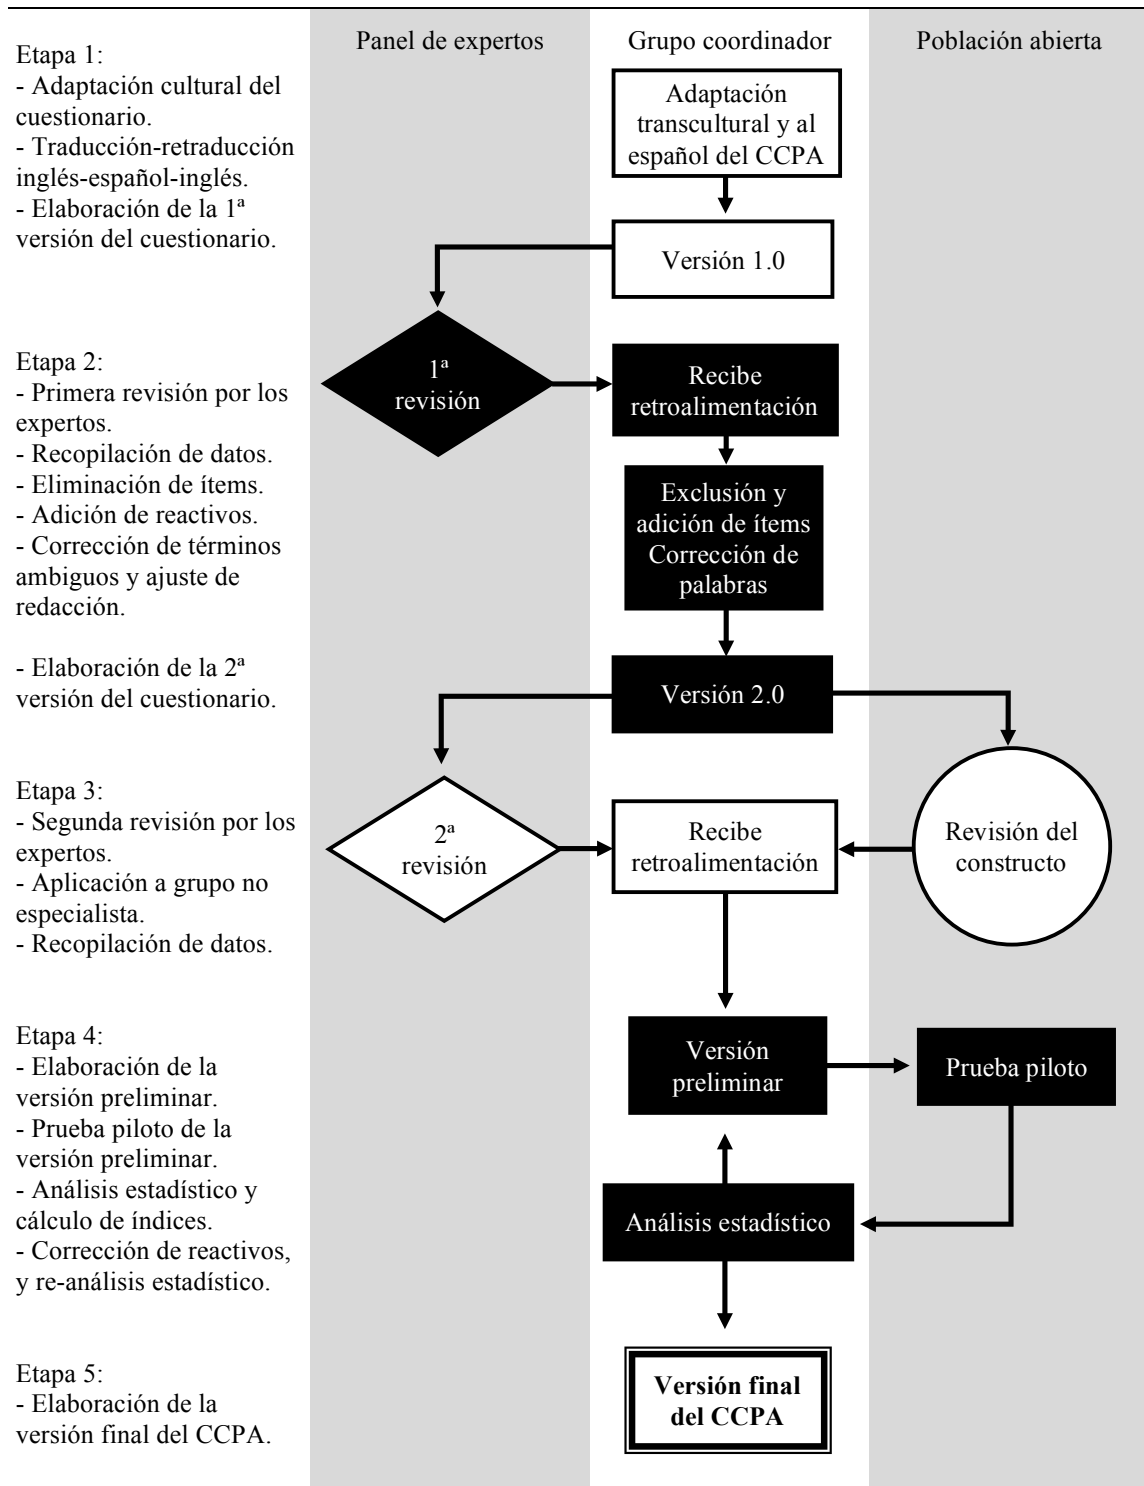 Panel de expertos
Grupo coordinador
Población abierta
Etapa 1:
- Adaptación cultural del
cuestionario.
- Traducción-retraducción
inglés-español-inglés.
- Elaboración de la 1ª
versión del cuestionario.
Adaptación
transcultural y al
español del CCPA
Versión 1.0
Etapa 2:
- Primera revisión por los
expertos.
- Recopilación de datos.
- Eliminación de ítems.
- Adición de reactivos.
- Corrección de términos
ambiguos y ajuste de
redacción.
- Elaboración de la 2ª
versión del cuestionario.
1ª
revisión
Recibe
retroalimentación
Exclusión y
adición de ítems
Corrección de
palabras
Versión 2.0
Etapa 3:
- Segunda revisión por los
expertos.
- Aplicación a grupo no
especialista.
- Recopilación de datos.
2ª
revisión
Recibe
retroalimentación
Revisión del
constructo
Etapa 4:
- Elaboración de la
versión preliminar.
- Prueba piloto de la
versión preliminar.
- Análisis estadístico y
cálculo de índices.
- Corrección de reactivos,
y re-análisis estadístico.
Versión
preliminar
Prueba piloto
Análisis estadístico
Etapa 5:
- Elaboración de la
versión final del CCPA.
Versión final
del CCPA